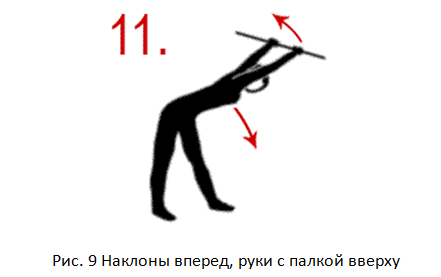 11.
Рис. 9 Наклоны вперед, руки с палкой вверху